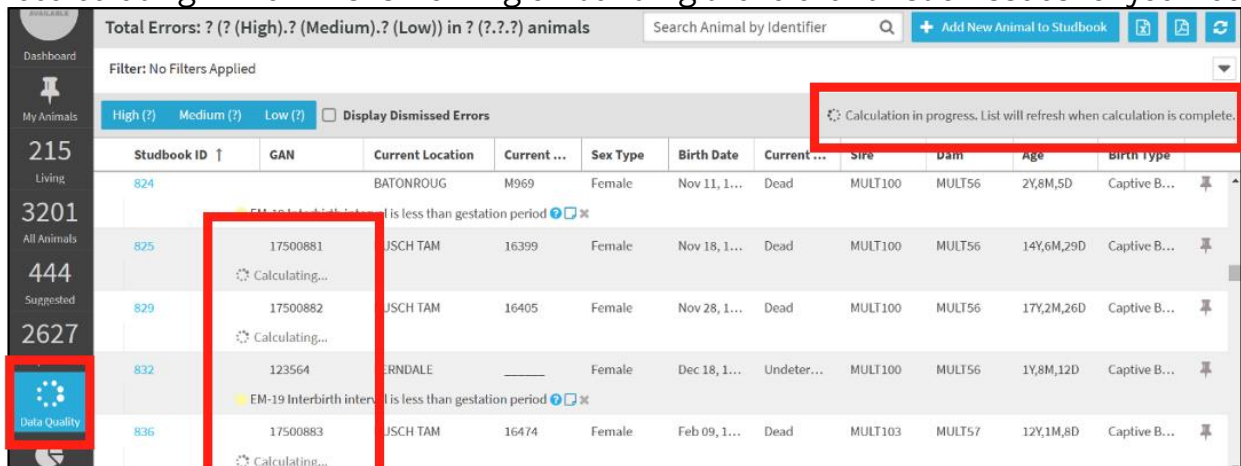 AVAILABLE
Total Errors: ? (? (High).? (Medium).? (Low)) in ? (?.?.?) animals
Search Animal by Identifier
Add New Animal to Studbook
Dashboard
Filter: No Filters Applied
My Animals
High (?) Medium (?) Low (?) Display Dismissed Errors
Calculation in progress. List will refresh when calculation is complete.
215
Living
3201
All Animals
444
Suggested
2627
Data Quality
Studbook ID ↑ GAN Current Location Current ... Sex Type Birth Date Current ... Sire Dam Age Birth Type
824 BATONROUG M969 Female Nov 11, 1... Dead MULT100 MULT56 2Y,8M,5D Captive B...
EM-19 Interbirth interval is less than gestation period
825 17500881 USCH TAM 16399 Female Nov 18, 1... Dead MULT100 MULT56 14Y,6M,29D Captive B...
Calculating...
829 17500882 USCH TAM 16405 Female Nov 28, 1... Dead MULT100 MULT56 17Y,2M,26D Captive B...
Calculating...
832 123564 ERNDALE ______ Female Dec 18, 1... Undeter... MULT100 MULT56 1Y,8M,12D Captive B...
EM-19 Interbirth interval is less than gestation period
836 17500883 USCH TAM 16474 Female Feb 09, 1... Dead MULT103 MULT57 12Y,1M,8D Captive B...
Calculating...